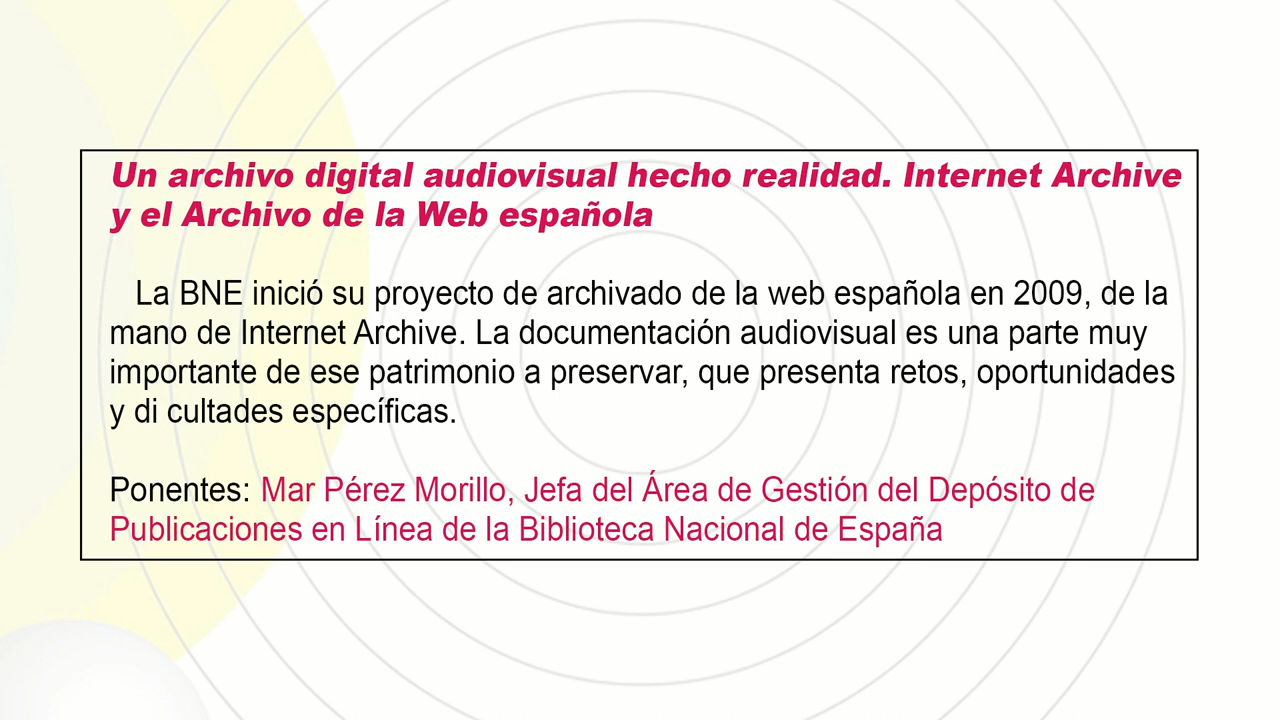 Un archivo digital audiovisual hecho realidad. Internet Archive
y el Archivo de la Web española
La BNE inició su proyecto de archivado de la web española en 2009, de la
mano de Internet Archive. La documentación audiovisual es una parte muy
importante de ese patrimonio a preservar, que presenta retos, oportunidades
y di cultades específicas.
Ponentes: Mar Pérez Morillo, Jefa del Área de Gestión del Depósito de
Publicaciones en Línea de la Biblioteca Nacional de España